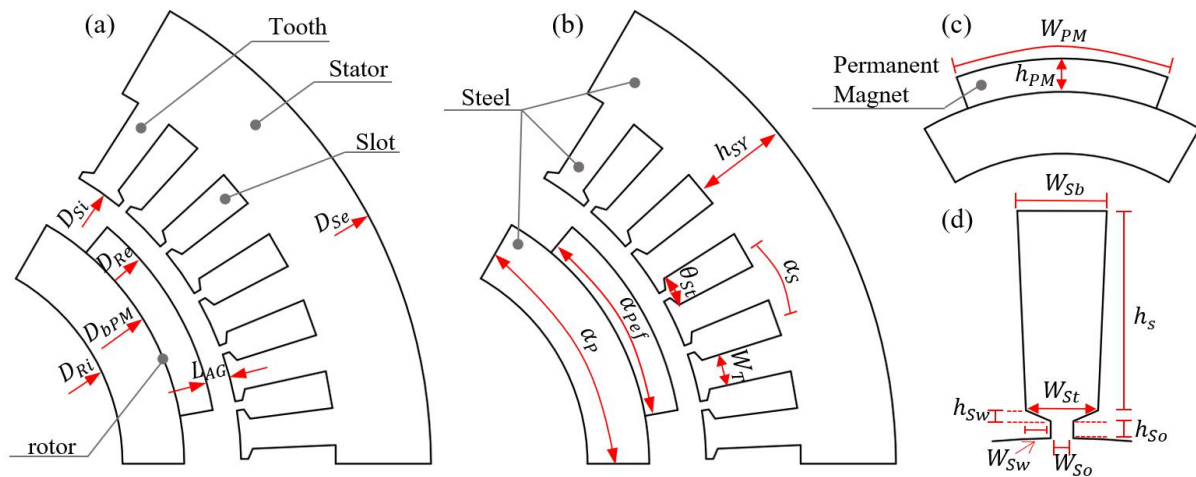 (a)
Tooth
Stator
Slot
D_Si
D_Se
D_Re
D_bPM
D_Ri
L_AG
rotor
(b)
Steel
h_SY
α_S
θ_St
α_Pef
α_P
W_T
(c)
W_PM
Permanent
Magnet
h_PM
W_Sb
(d)
h_s
W_St
h_Sw
h_So
W_Sw
W_So